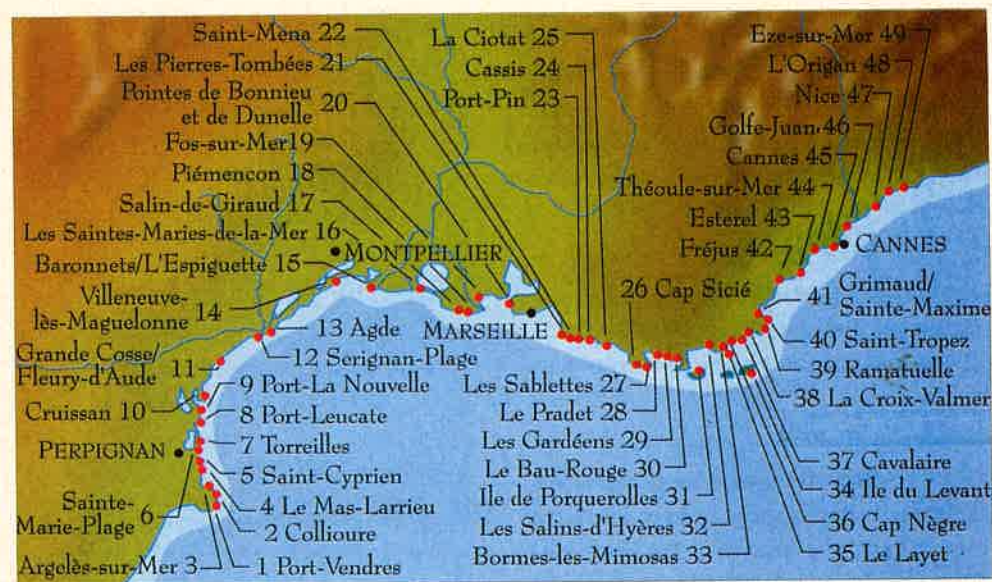 Saint-Mena 22
Les Pierres-Tombées 21
Pointes de Bonnieu
et de Dunelle 20
Fos-sur-Mer 19
Piémencon 18
Salin-de-Giraud 17
Les Saintes-Maries-de-la-Mer 16
MONTPELLIER
Baronnets/L'Espiguette 15
Villeneuve-
lès-Maguelonne 14
Grande Cosse/
Fleury-d'Aude 11
Cruissan 10
PERPIGNAN
Sainte-
Marie-Plage 6
Argelès-sur-Mer 3
13 Agde
12 Serignan-Plage
9 Port-La Nouvelle
8 Port-Leucate
7 Torreilles
5 Saint-Cyprien
4 Le Mas-Larrieu
2 Collioure
1 Port-Vendres
La Ciotat 25
Cassis 24
Port-Pin 23
MARSEILLE
26 Cap Sicié
Les Sablettes 27
Le Pradet 28
Les Gardéens 29
Le Bau-Rouge 30
Ile de Porquerolles 31
Les Salins-d'Hyères 32
Bormes-les-Mimosas 33
Eze-sur-Mer 49
L'Origan 48
Nice 47
Golfe-Juan 46
Cannes 45
Théoule-sur-Mer 44
Esterel 43
Fréjus 42
CANNES
41 Grimaud/
Sainte-Maxime
40 Saint-Tropez
39 Ramatuelle
38 La Croix-Valmer
37 Cavalaire
34 Ile du Levant
36 Cap Nègre
35 Le Layet